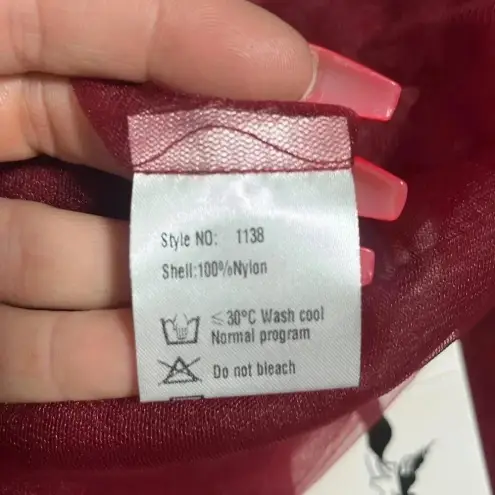 Style NO: 1138
Shell:100%Nylon
≤30°C Wash cool
Normal program
Do not bleach